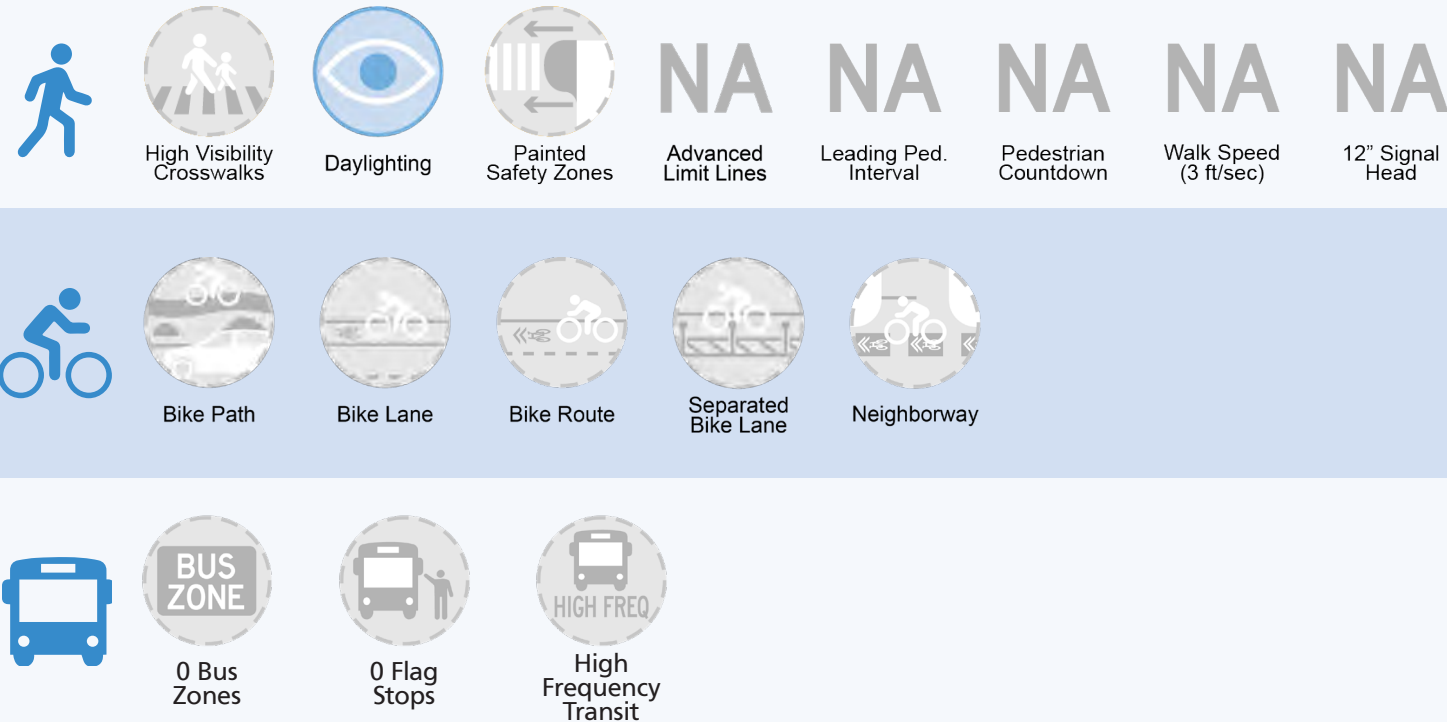 NA
NA
NA
NA
NA
High Visibility
Crosswalks
Daylighting
Painted
Safety Zones
Advanced
Limit Lines
Leading Ped.
Interval
Pedestrian
Countdown
Walk Speed
(3 ft/sec)
12” Signal
Head
Bike Path
Bike Lane
Bike Route
Separated
Bike Lane
Neighborway
BUS
ZONE
HIGH FREQ
0 Bus
Zones
0 Flag
Stops
High
Frequency
Transit